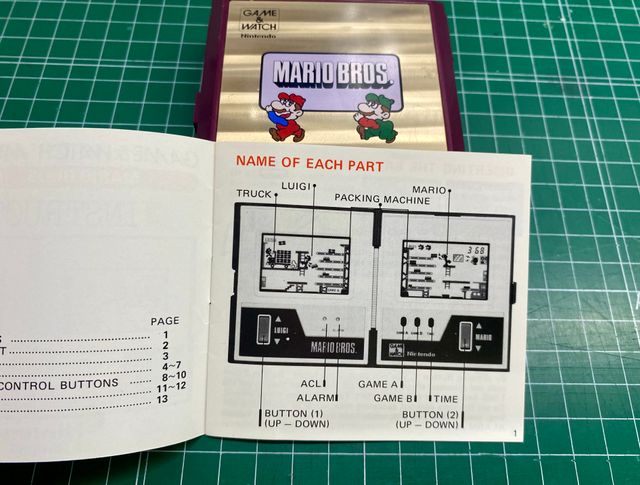 GAME
&
WATCH
Nintendo
MARIO BROS.
PAGE
1
2
3
4~7
CONTROL BUTTONS 8~10
11~12
13
NAME OF EACH PART
TRUCK
LUIGI
PACKING MACHINE
MARIO
368
LUIGI
MARIO BROS.
Nintendo
MARIO
ACL
ALARM
GAME A
GAME B
TIME
BUTTON (1)
(UP – DOWN)
BUTTON (2)
(UP – DOWN)
1